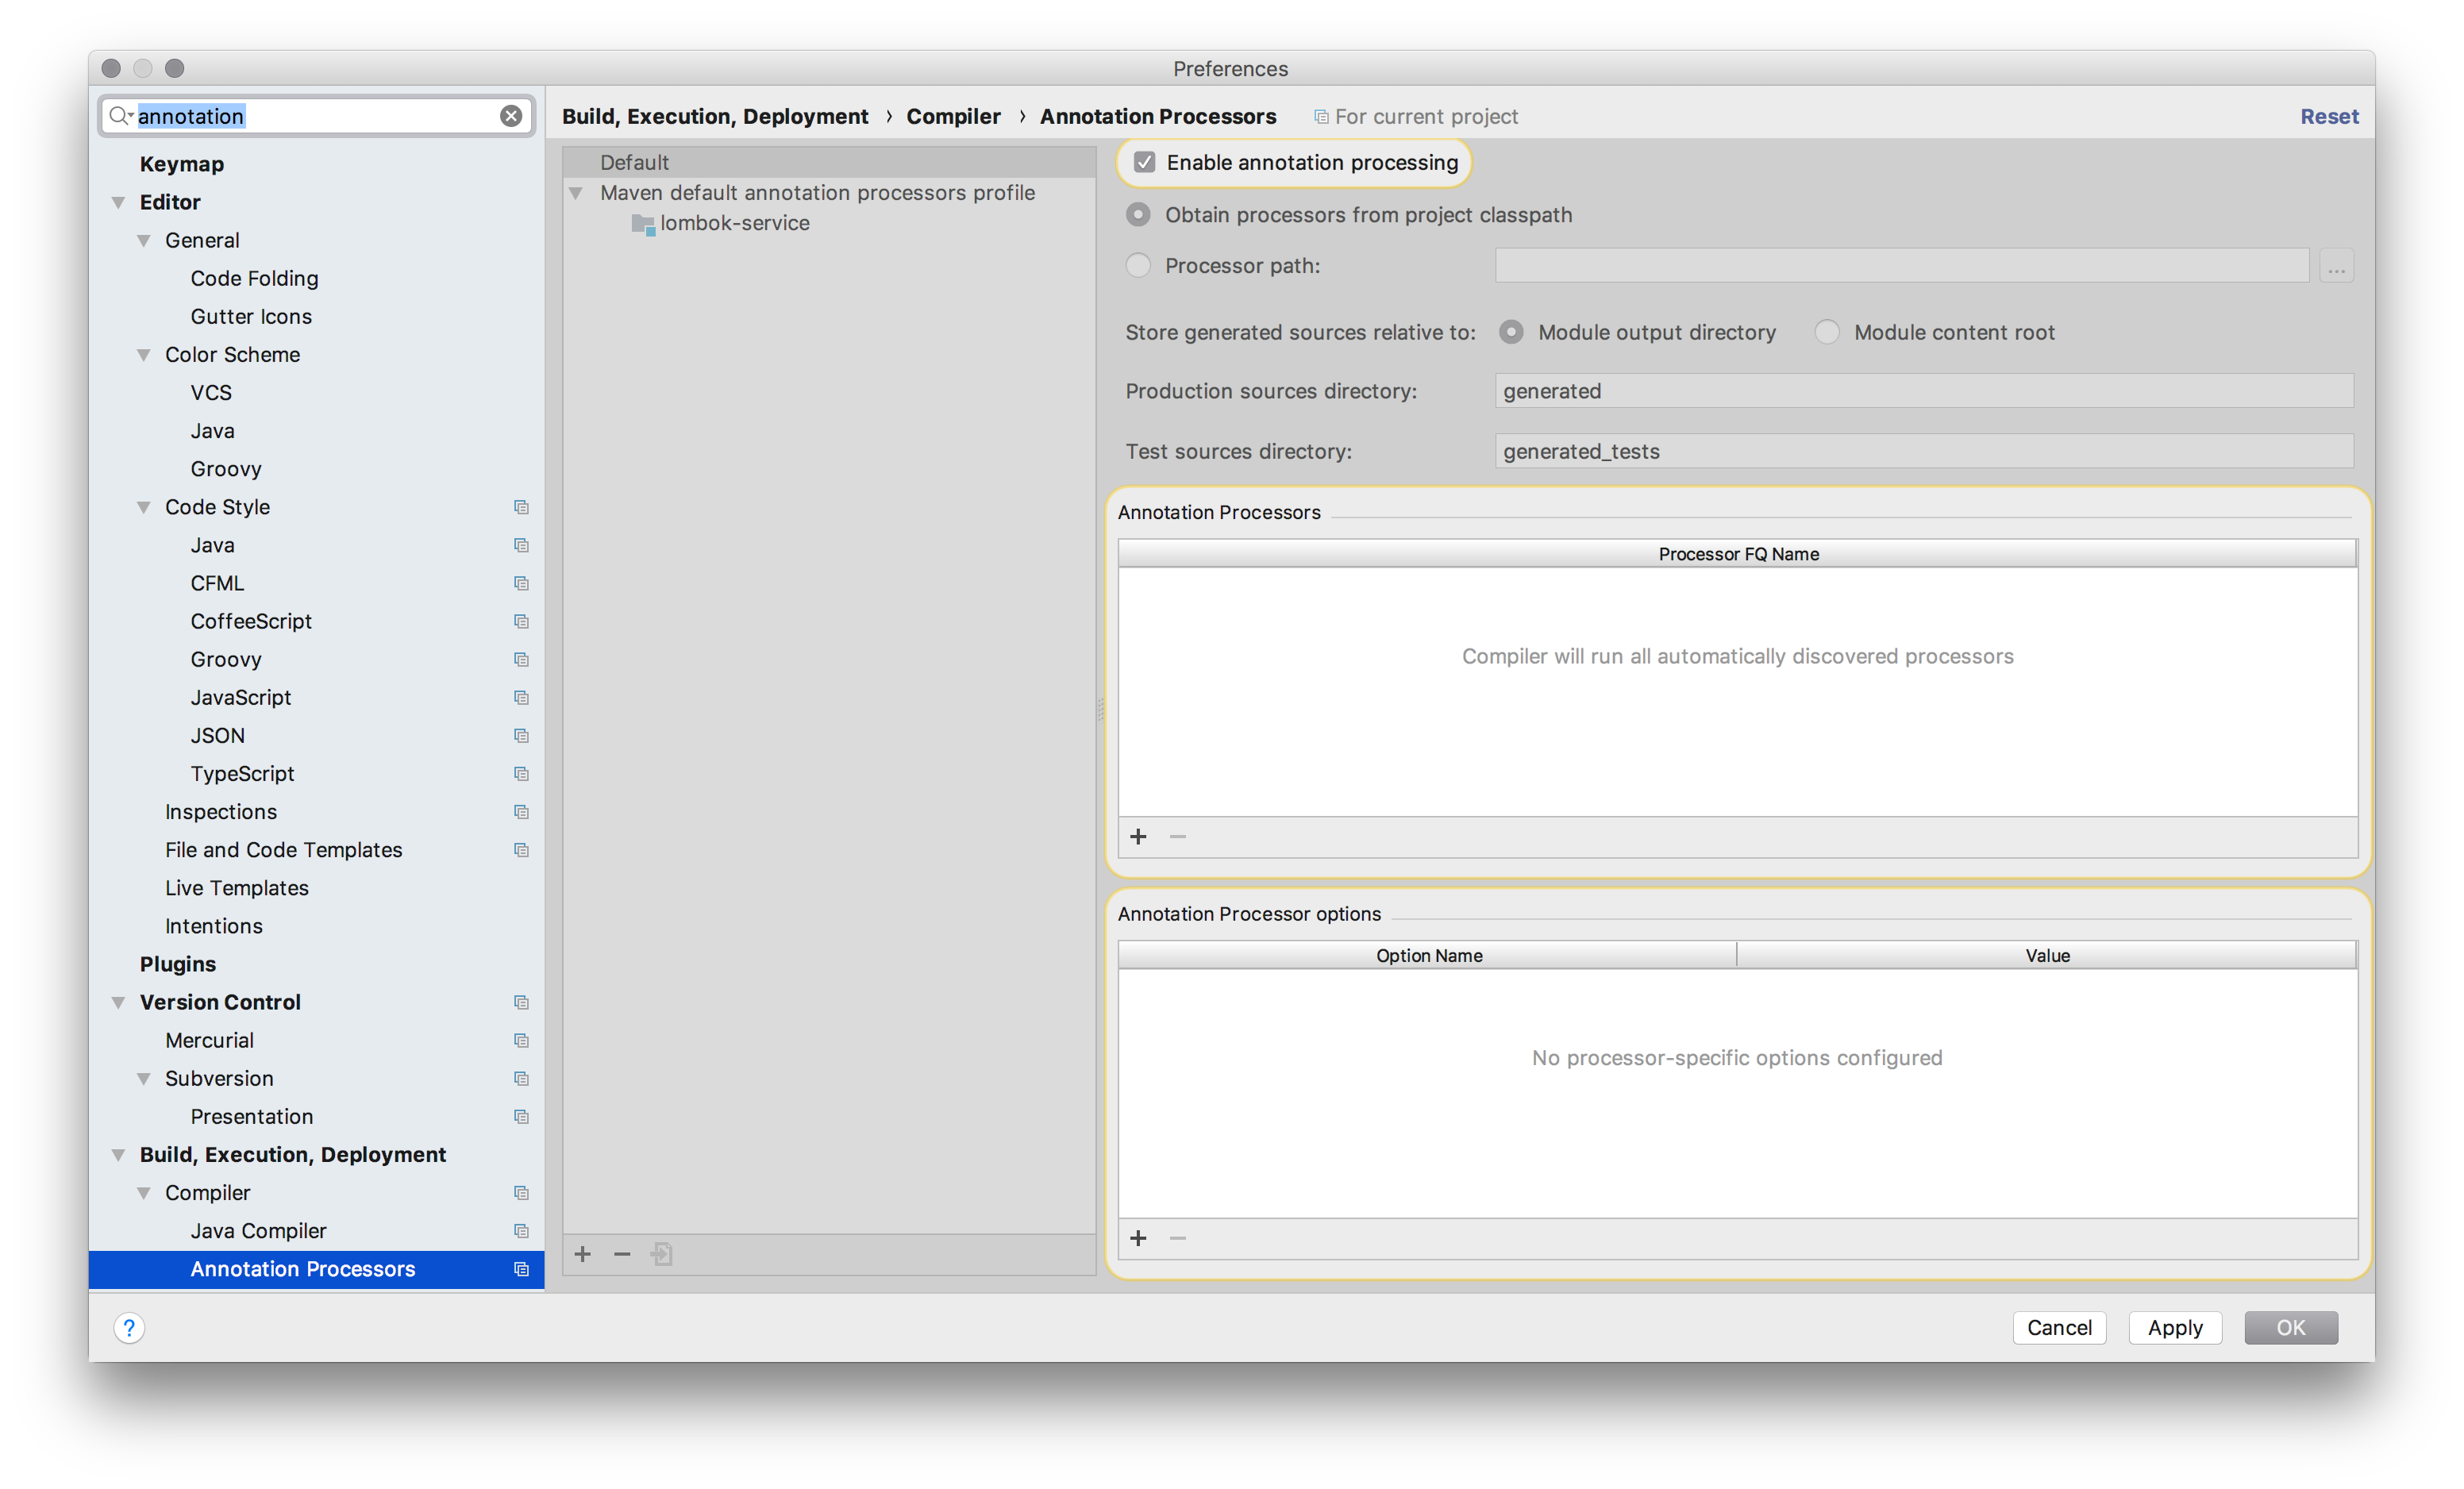 Preferences
annotation
Keymap
Editor
General
Code Folding
Gutter Icons
Color Scheme
VCS
Java
Groovy
Code Style
Java
CFML
CoffeeScript
Groovy
JavaScript
JSON
TypeScript
Inspections
File and Code Templates
Live Templates
Intentions
Plugins
Version Control
Mercurial
Subversion
Presentation
Build, Execution, Deployment
Compiler
Java Compiler
Annotation Processors
Build, Execution, Deployment › Compiler › Annotation Processors For current project Reset
Default
Maven default annotation processors profile
lombok-service
Enable annotation processing
Obtain processors from project classpath
Processor path: ...
Store generated sources relative to: Module output directory Module content root
Production sources directory: generated
Test sources directory: generated_tests
Annotation Processors
Processor FQ Name
Compiler will run all automatically discovered processors
Annotation Processor options
Option Name Value
No processor-specific options configured
? Cancel Apply OK